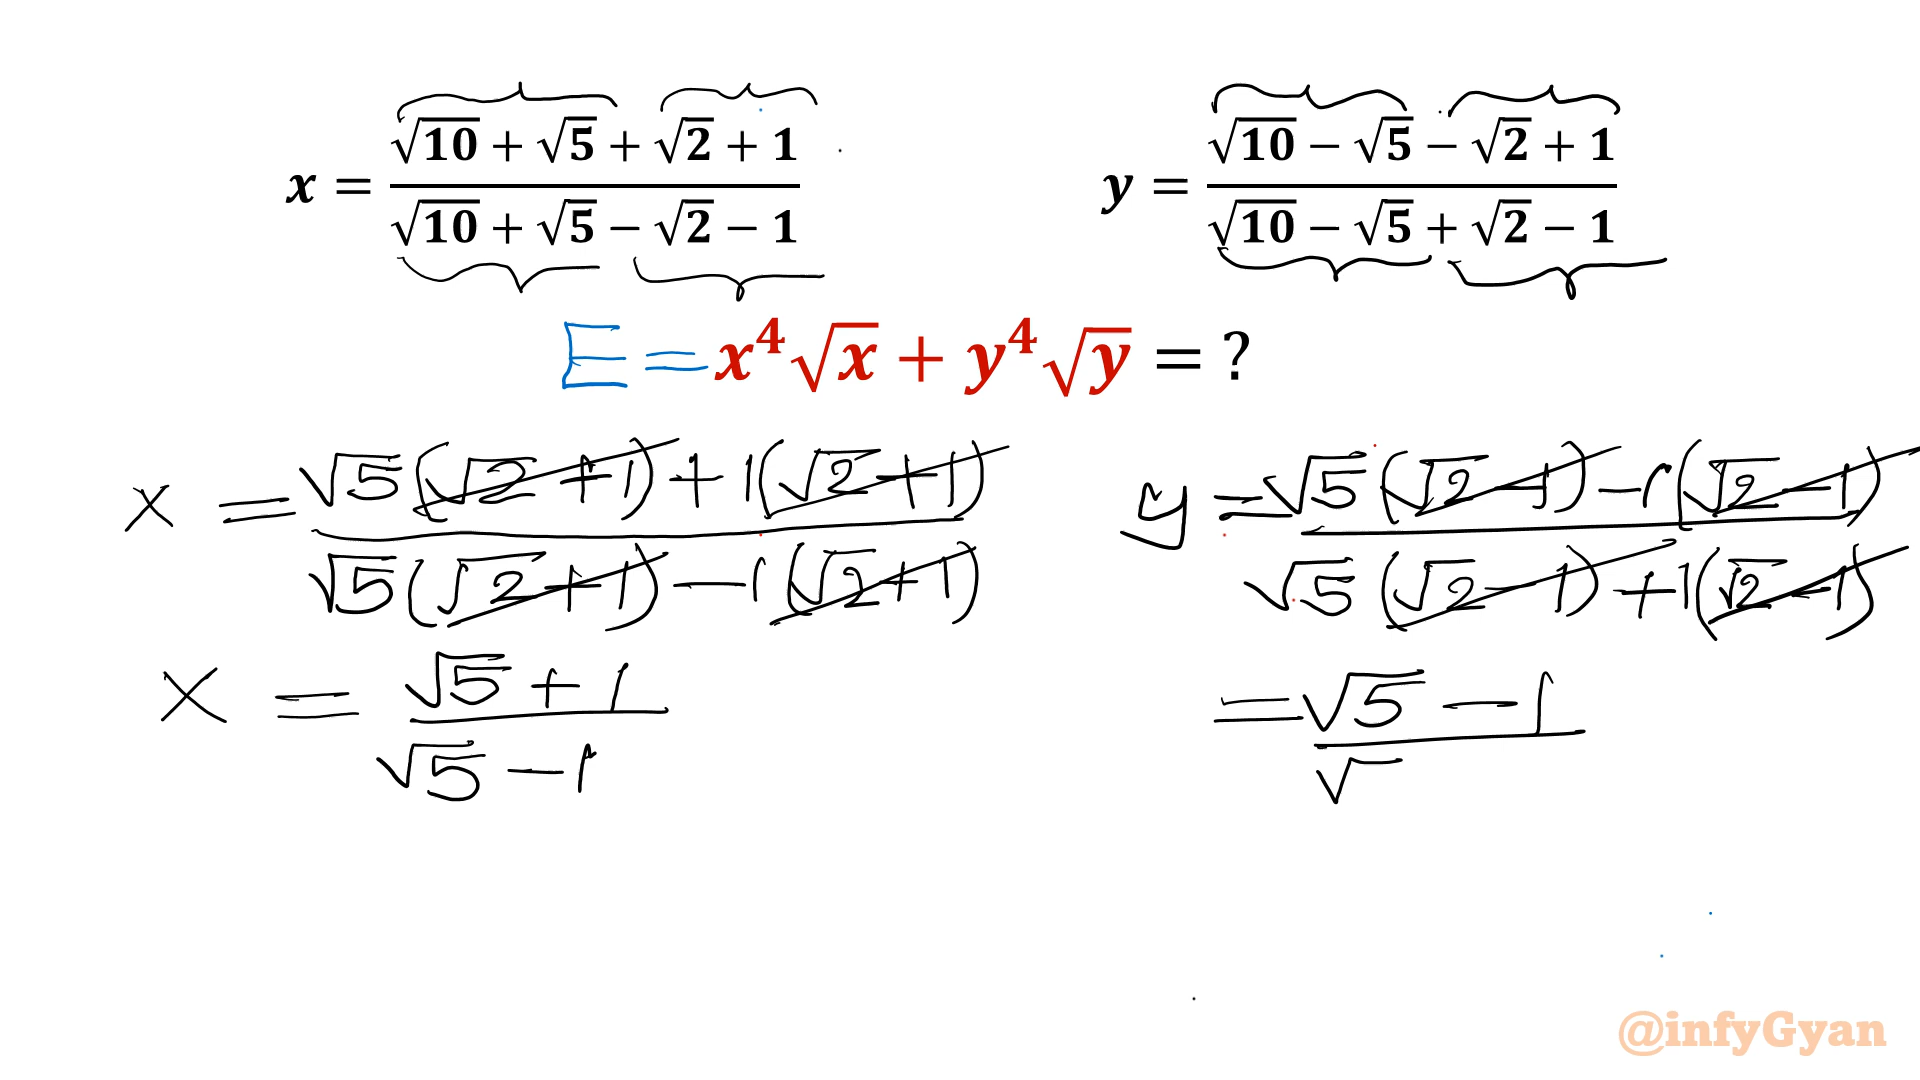 x = (√10 + √5 + √2 + 1)/(√10 + √5 − √2 − 1)
y = (√10 − √5 − √2 + 1)/(√10 − √5 + √2 − 1)
E = x⁴√x + y⁴√y = ?
x = (√5(√2 + 1) + 1(√2 + 1))/(√5(√2 + 1) − 1(√2 + 1))
y = (√5(√2 − 1) − 1(√2 − 1))/(√5(√2 − 1) + 1(√2 − 1))
x = (√5 + 1)/(√5 − 1)
= (√5 − 1)/√
@infyGyan